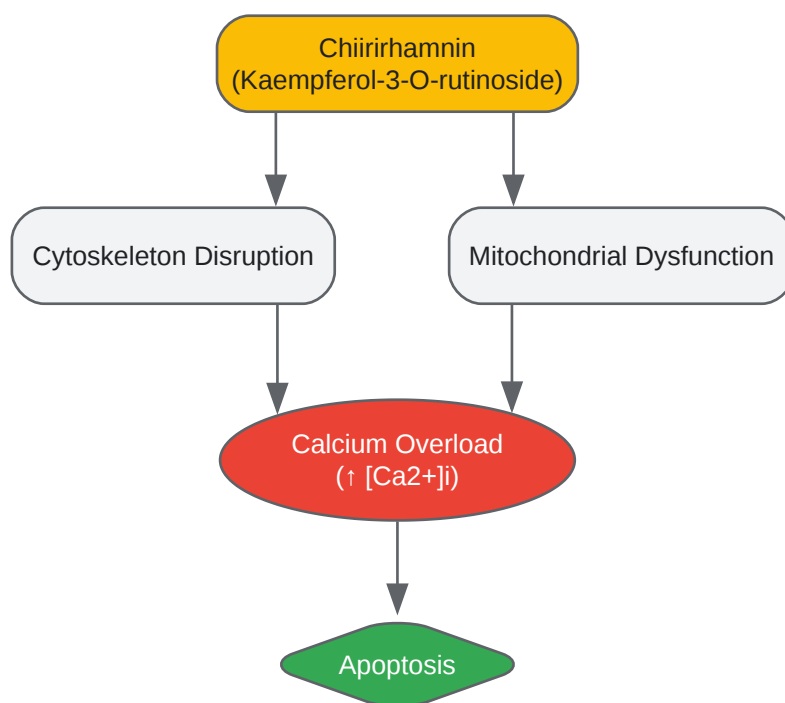 Chiirirhamnin
(Kaempferol-3-O-rutinoside)
Cytoskeleton Disruption
Mitochondrial Dysfunction
Calcium Overload
(↑ [Ca2+]i)
Apoptosis